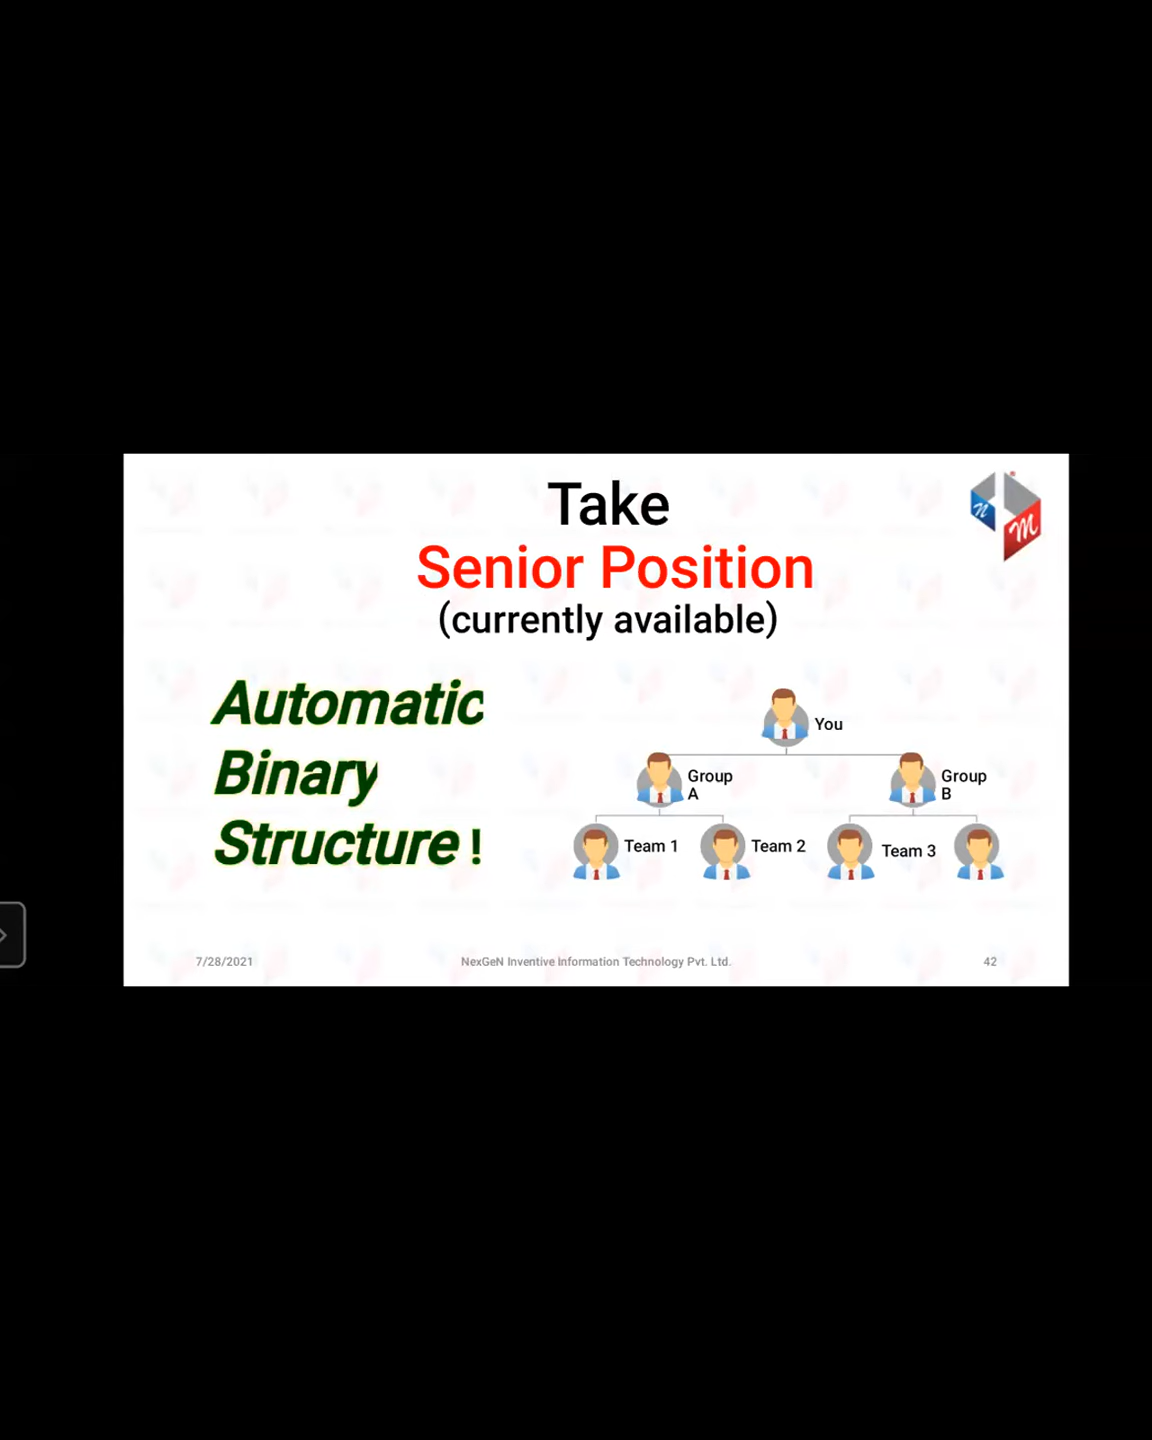 Take
Senior Position
(currently available)
Automatic
Binary
Structure !
You
Group
A
Group
B
Team 1
Team 2
Team 3
n
m
7/28/2021
NexGeN Inventive Information Technology Pvt. Ltd.
42